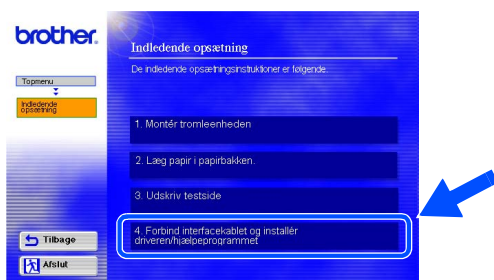 brother.
Indledende opsætning
De indledende opsætningsinstruktioner er følgende.
Topmenu
Indledende
opsætning
1. Montér tromleenheden
2. Læg papir i papirbakken.
3. Udskriv testside
4. Forbind interfacekablet og installér
driveren/hjælpeprogrammet
Tilbage
Afslut